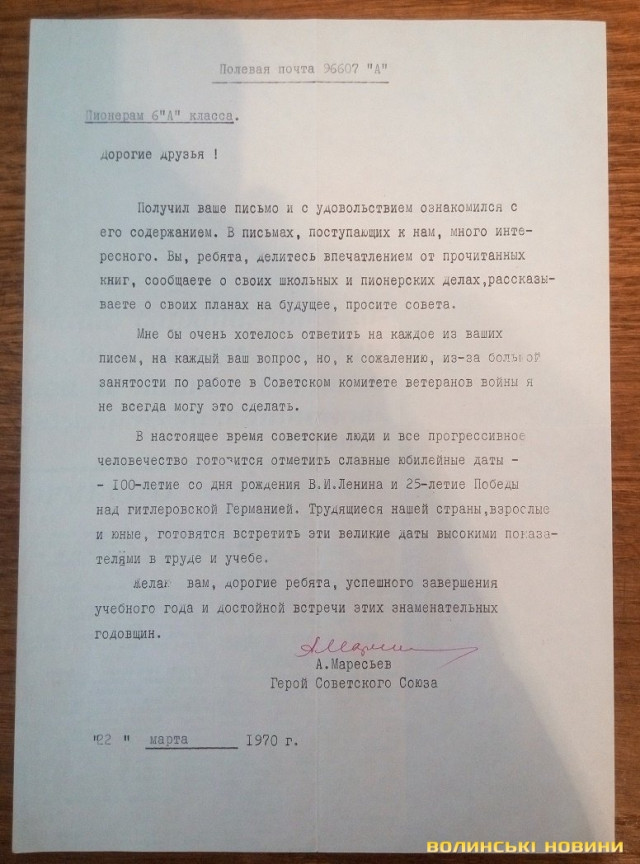 Полевая почта 96607 "А"
Пионерам 6"А" класса.
дорогие друзья !
Получил ваше письмо и с удовольствием ознакомился с
его содержанием. В письмах, поступающих к нам, много инте-
ресного. Вы, ребята, делитесь впечатлением от прочитанных
книг, сообщаете о своих школьных и пионерских делах,рассказы-
ваете о своих планах на будущее, просите совета.
Мне бы очень хотелось ответить на каждое из ваших
писем, на каждый ваш вопрос, но, к сожалению, из-за большой
занятости по работе в Советском комитете ветеранов войны я
не всегда могу это сделать.
В настоящее время советские люди и все прогрессивное
человечество готовится отметить славные юбилейные даты -
- 100-летие со дня рождения В.И.Ленина и 25-летие Победы
над гитлеровской Германией. Трудящиеся нашей страны,взрослые
и юные, готовятся встретить эти великие даты высокими показа-
телями в труде и учебе.
Желаю вам, дорогие ребята, успешного завершения
учебного года и достойной встречи этих знаменательных
годовщин.
А.Маресьев
Герой Советского Союза
"22 " марта 1970 г.
ВОЛИНСЬКІ НОВИНИ